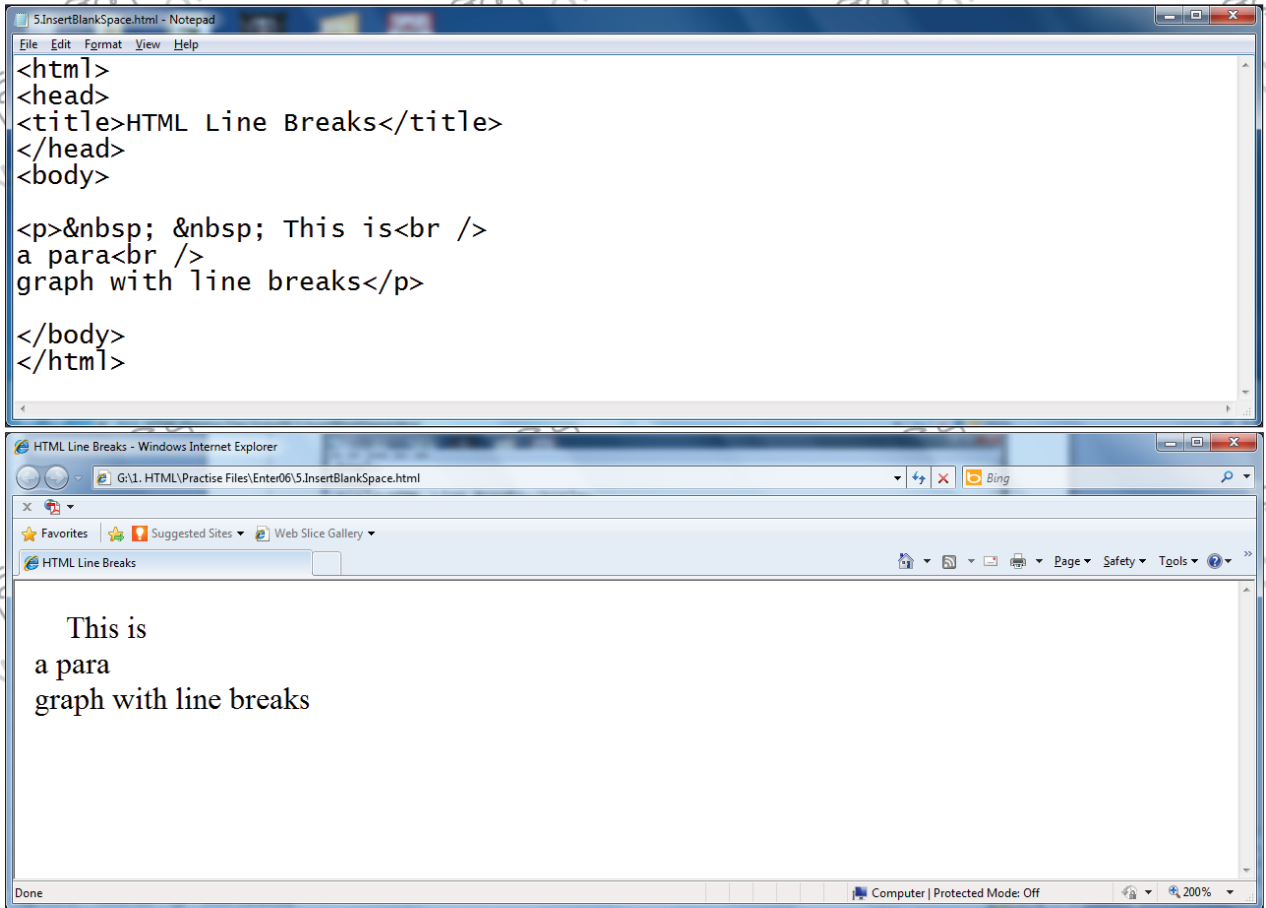 5.InsertBlankSpace.html - Notepad
File Edit Format View Help
<html>
<head>
<title>HTML Line Breaks</title>
</head>
<body>
<p>&nbsp; &nbsp; This is<br />
a para<br />
graph with line breaks</p>
</body>
</html>
HTML Line Breaks - Windows Internet Explorer
G:\1. HTML\Practise Files\Enter06\5.InsertBlankSpace.html
Bing
x
Favorites Suggested Sites Web Slice Gallery
HTML Line Breaks
Page Safety Tools
This is
a para
graph with line breaks
Done
Computer | Protected Mode: Off
200%